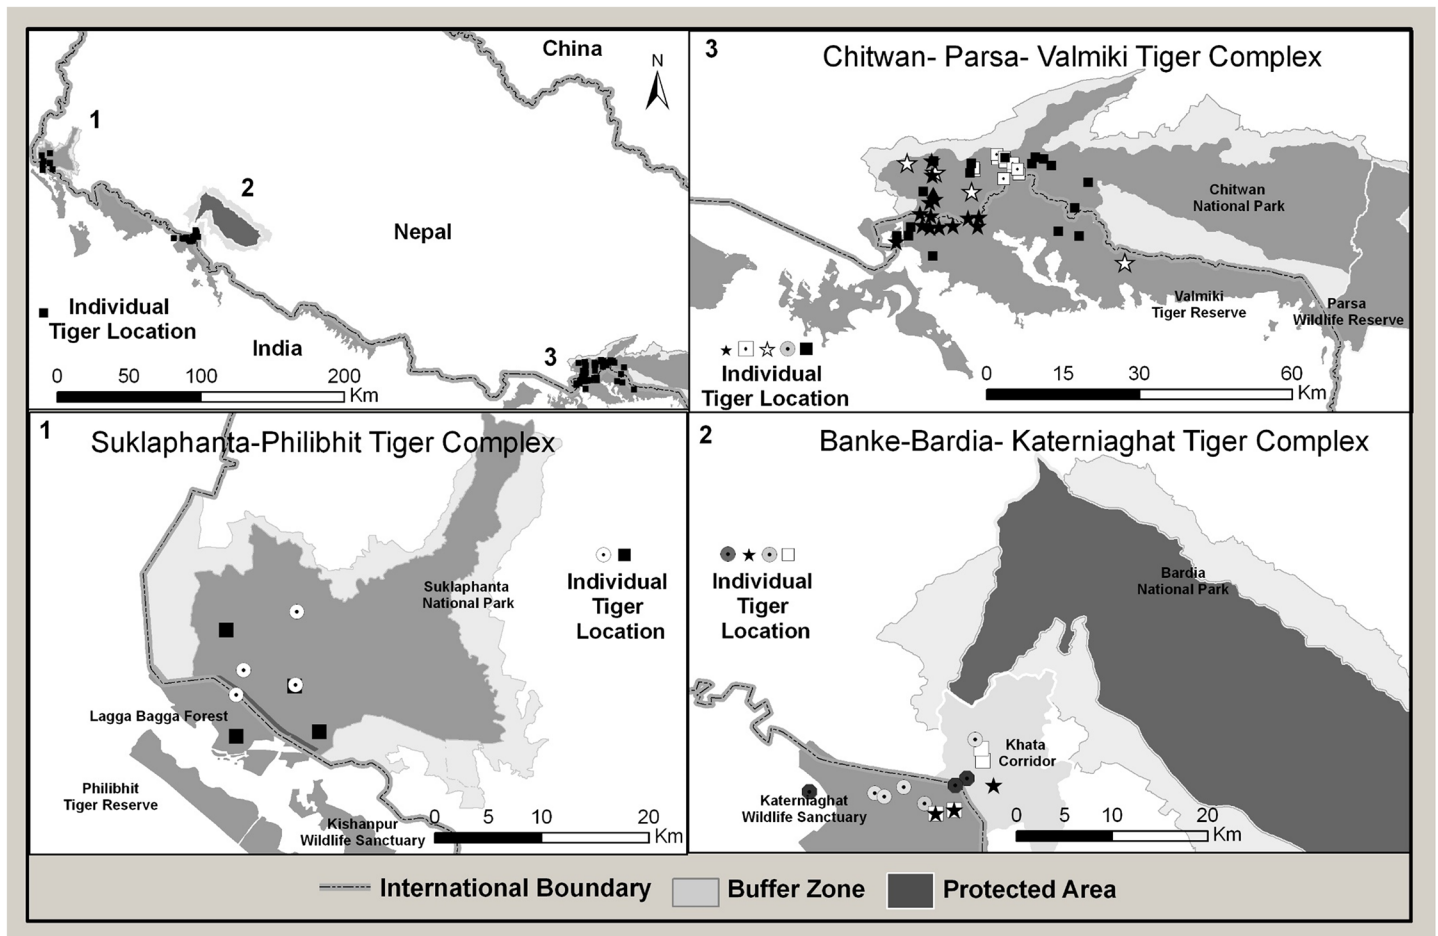 China
N
1
2
Nepal
Individual
Tiger Location
India
3
0 50 100 200
Km
3
Chitwan- Parsa- Valmiki Tiger Complex
Chitwan
National Park
Valmiki
Tiger Reserve
Parsa
Wildlife Reserve
Individual
Tiger Location
0 15 30 60
Km
1
Suklaphanta-Philibhit Tiger Complex
Suklaphanta
National Park
Individual
Tiger
Location
Lagga Bagga Forest
Philibhit
Tiger Reserve
Kishanpur
Wildlife Sanctuary
0 5 10 20
Km
2
Banke-Bardia- Katerniaghat Tiger Complex
Bardia
National Park
Individual
Tiger
Location
Khata
Corridor
Katerniaghat
Wildlife Sanctuary
0 5 10 20
Km
International Boundary
Buffer Zone
Protected Area